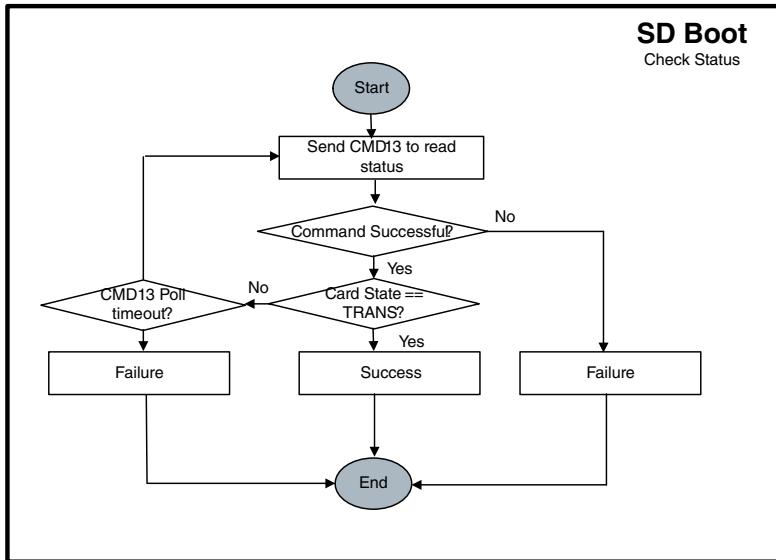 SD Boot
Check Status
Start
Send CMD13 to read
status
Command Successful?
No
Yes
Card State ==
TRANS?
No
CMD13 Poll
timeout?
Yes
Failure
Success
Failure
End